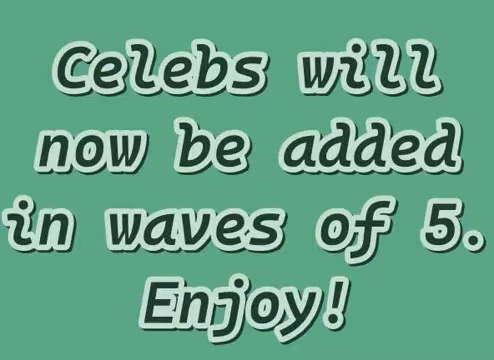 Celebs will
now be added
in waves of 5.
Enjoy!